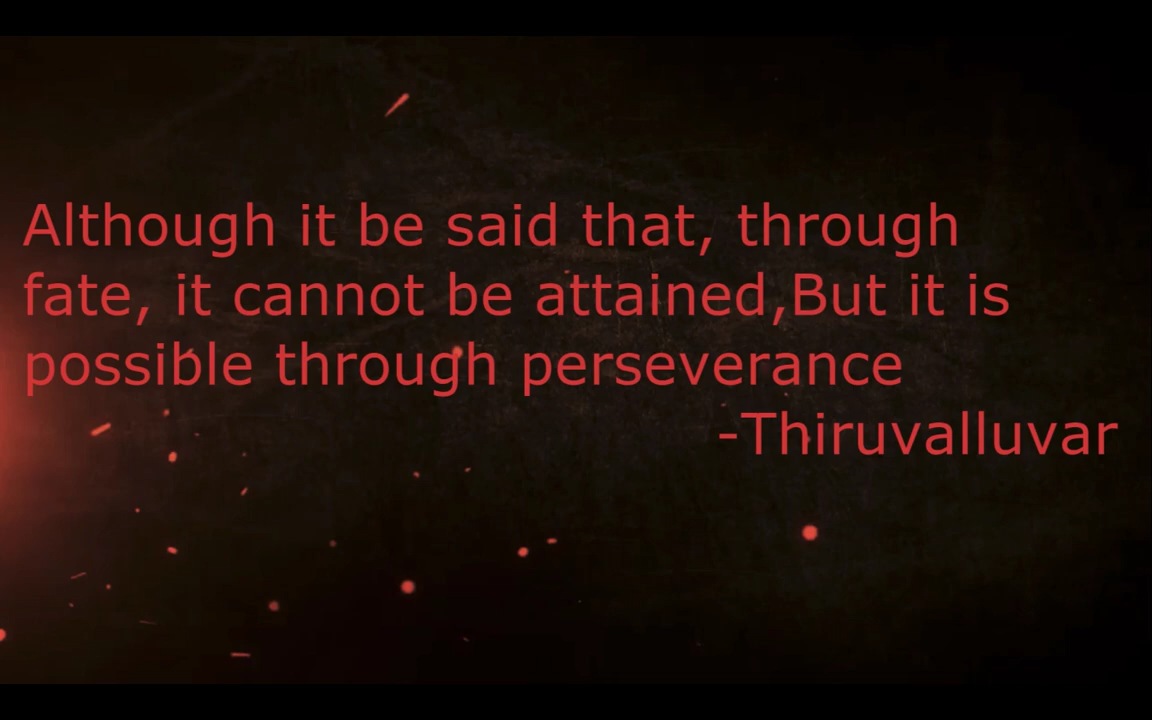 Although it be said that, through
fate, it cannot be attained,But it is
possible through perseverance
-Thiruvalluvar